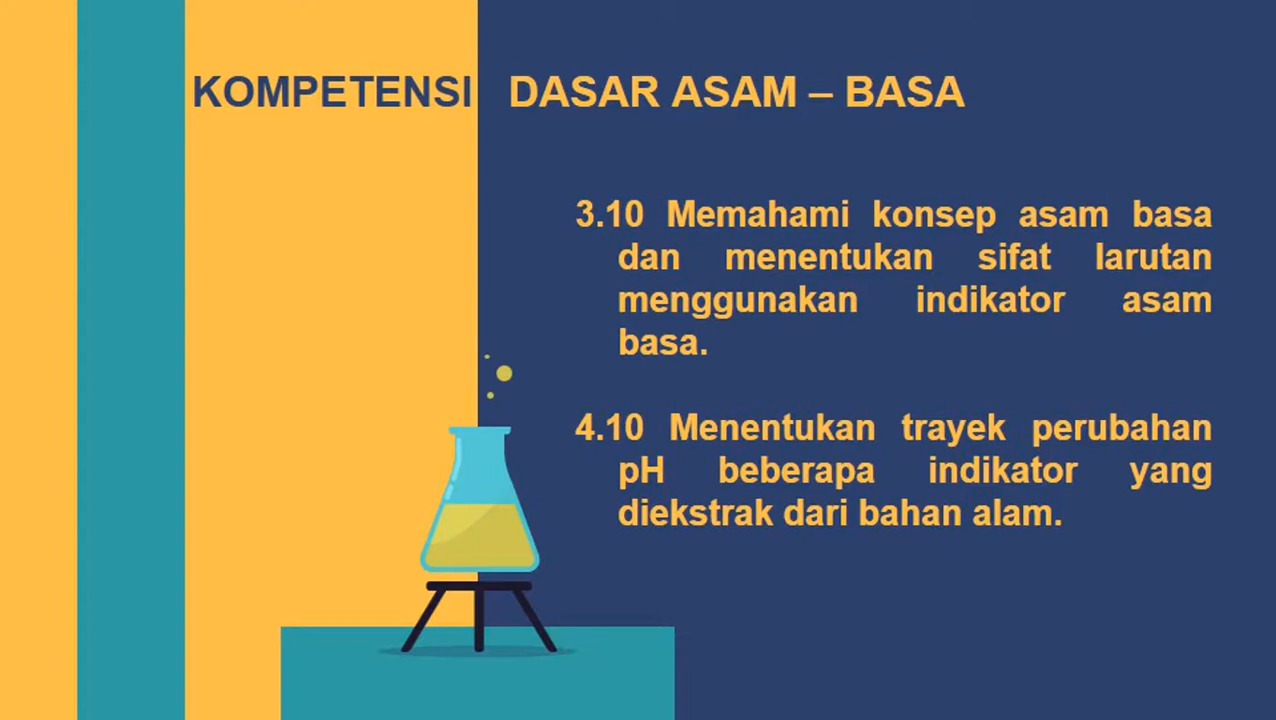 KOMPETENSI DASAR ASAM – BASA
3.10 Memahami konsep asam basa
dan menentukan sifat larutan
menggunakan indikator asam
basa.
4.10 Menentukan trayek perubahan
pH beberapa indikator yang
diekstrak dari bahan alam.